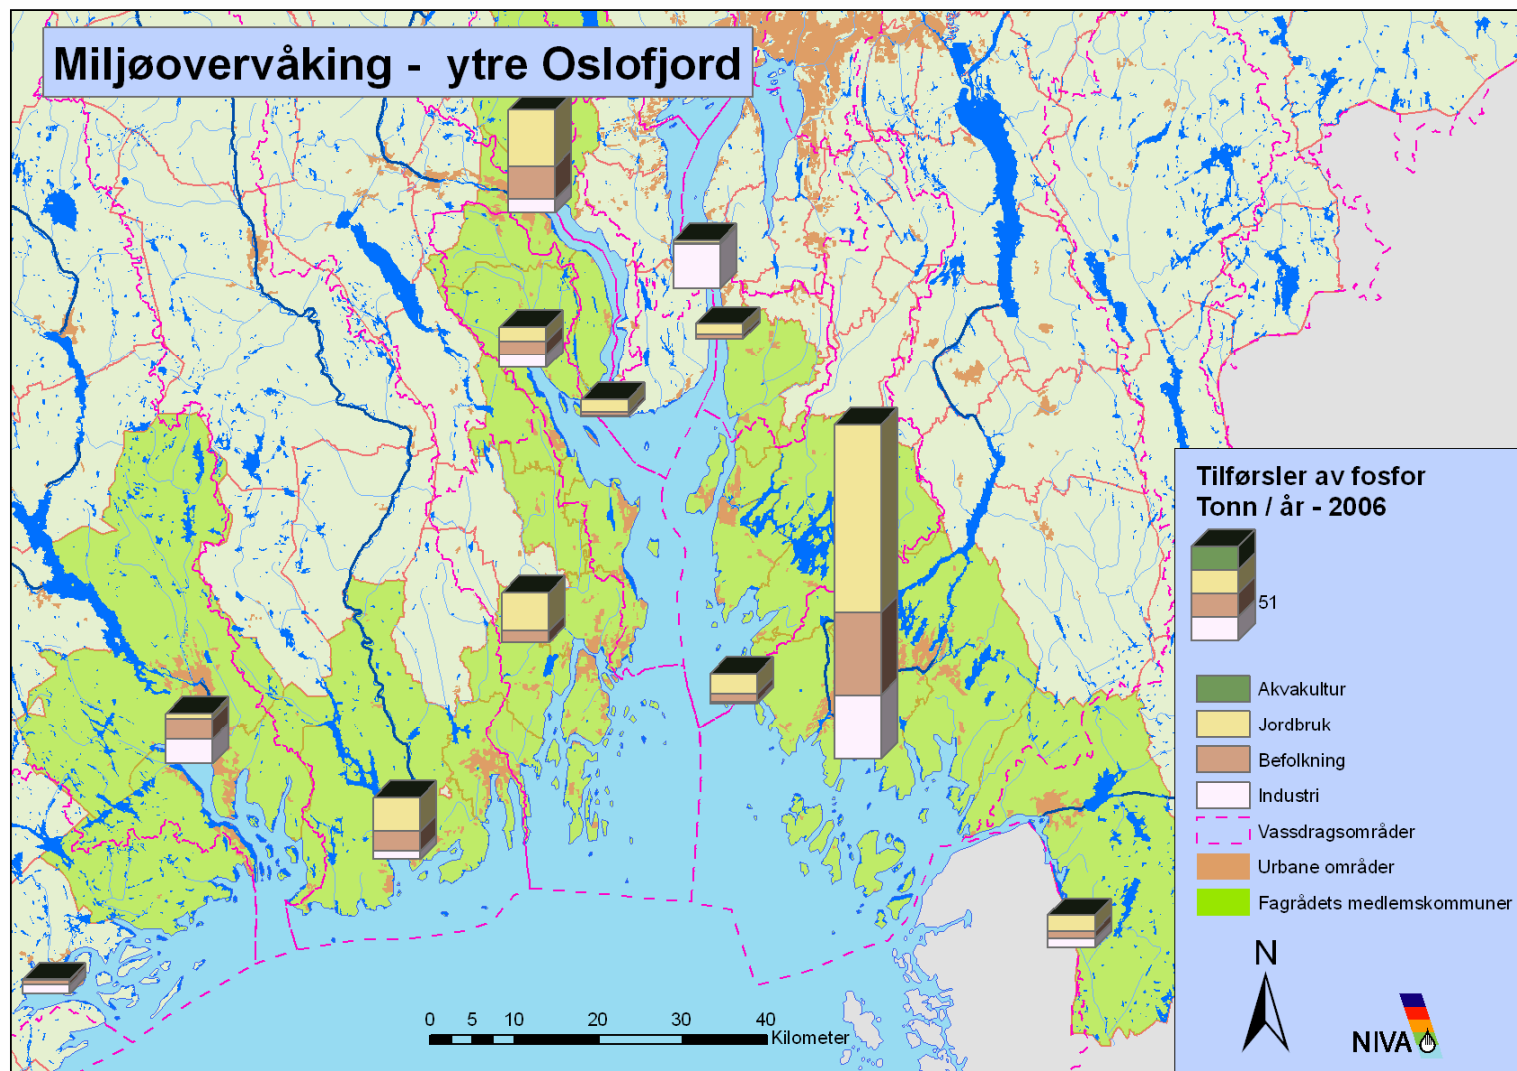 Miljøovervåking -  ytre Oslofjord
Tilførsler av fosfor
Tonn / år - 2006
51
Akvakultur
Jordbruk
Befolkning
Industri
Vassdragsområder
Urbane områder
Fagrådets medlemskommuner
N
NIVA
0 5 10 20 30 40
Kilometer